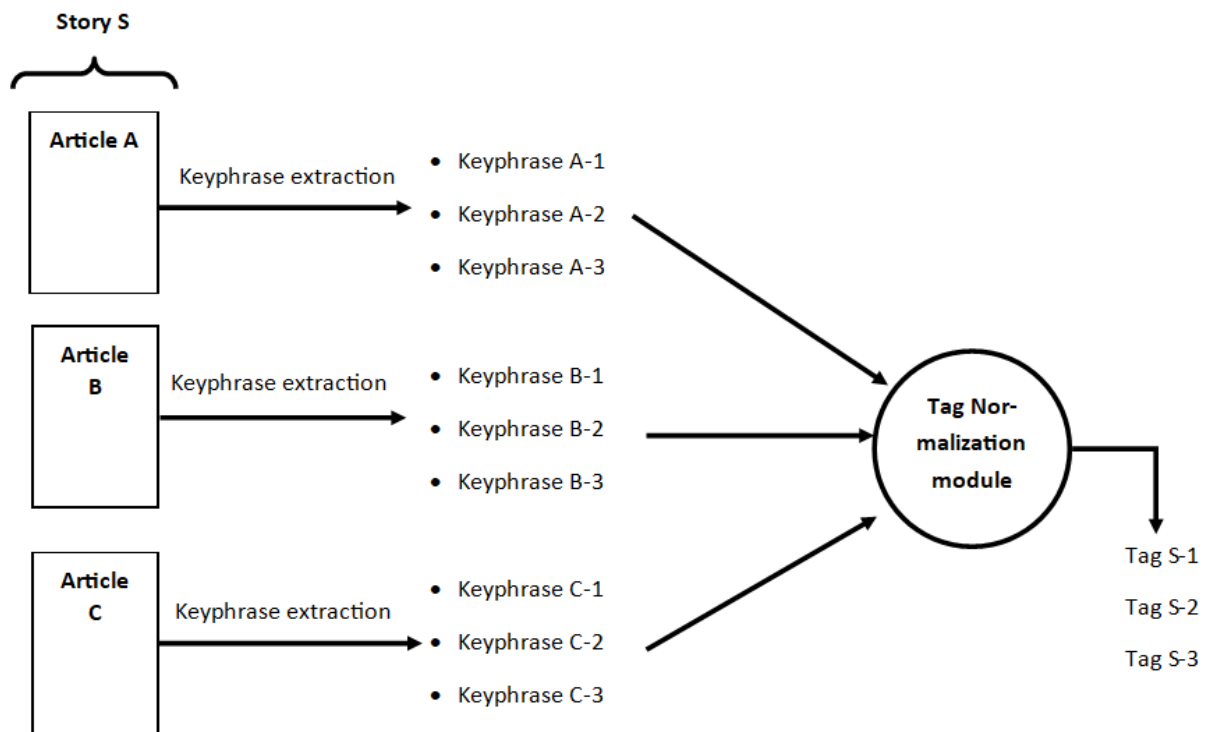 Story S
Article A
Keyphrase extraction
• Keyphrase A-1
• Keyphrase A-2
• Keyphrase A-3
Article
B
Keyphrase extraction
• Keyphrase B-1
• Keyphrase B-2
• Keyphrase B-3
Article
C
Keyphrase extraction
• Keyphrase C-1
• Keyphrase C-2
• Keyphrase C-3
Tag Nor-
malization
module
Tag S-1
Tag S-2
Tag S-3